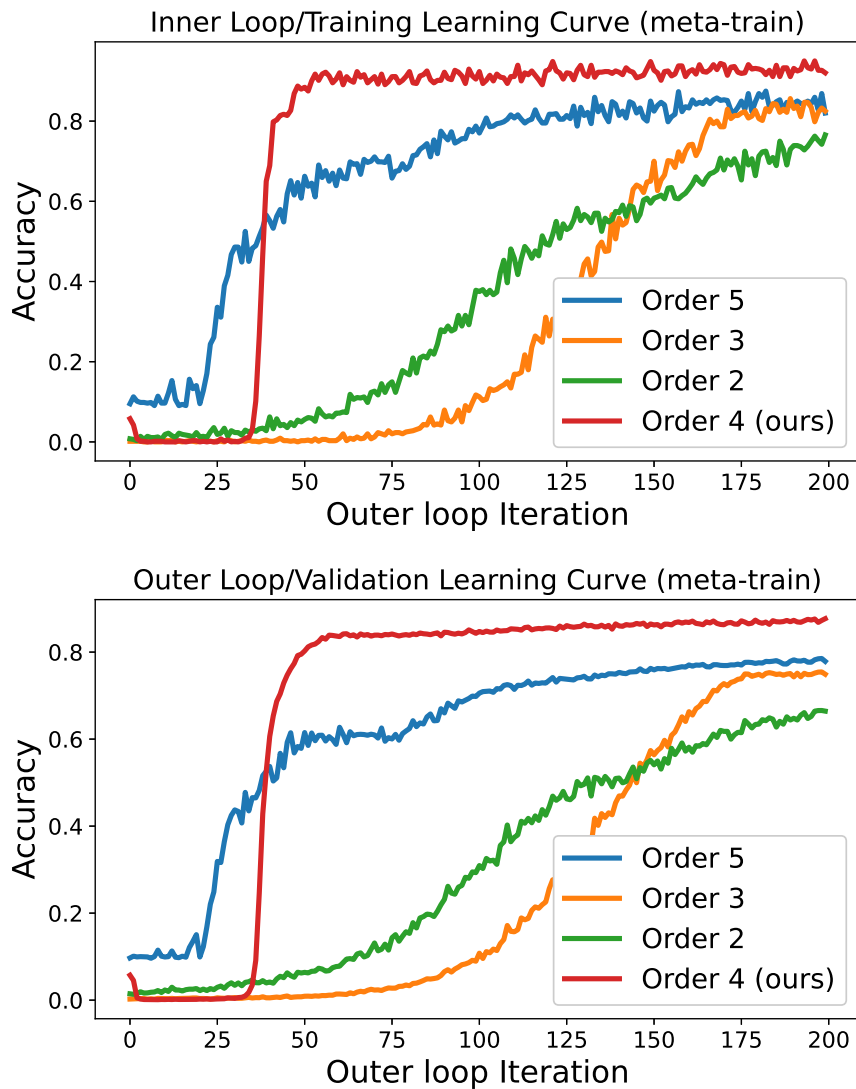 Inner Loop/Training Learning Curve (meta-train)
Accuracy
0.8
0.6
0.4
0.2
0.0
Order 5
Order 3
Order 2
Order 4 (ours)
0 25 50 75 100 125 150 175 200
Outer loop Iteration
Outer Loop/Validation Learning Curve (meta-train)
Accuracy
0.8
0.6
0.4
0.2
0.0
Order 5
Order 3
Order 2
Order 4 (ours)
0 25 50 75 100 125 150 175 200
Outer loop Iteration